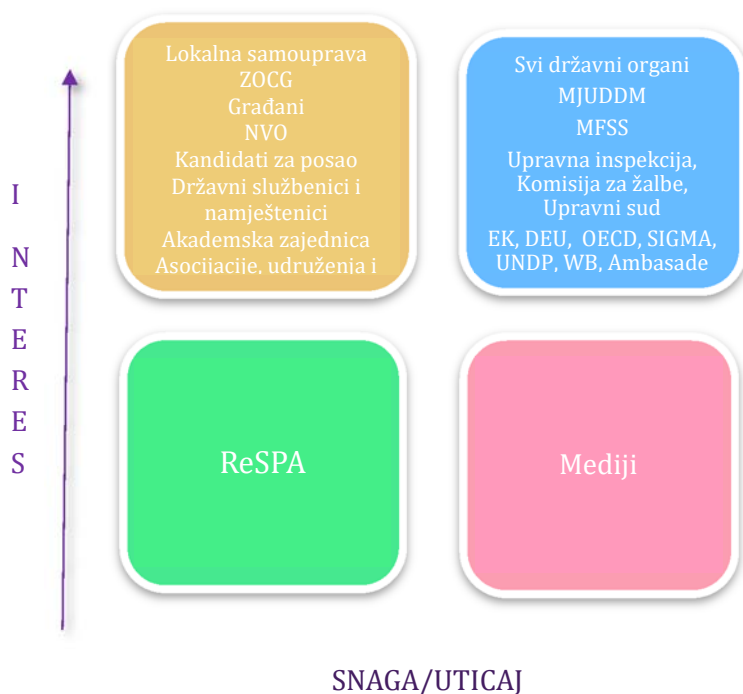 Lokalna samouprava
ZOCG
Građani
NVO
Kandidati za posao
Državni službenici i
namještenici
Akademska zajednica
Asocijacije, udruženja i
Svi državni organi
MJUDDM
MFSS
Upravna inspekcija,
Komisija za žalbe,
Upravni sud
EK, DEU, OECD, SIGMA,
UNDP, WB, Ambasade
I
N
T
E
R
E
S
ReSPA
Mediji
SNAGA/UTICAJ